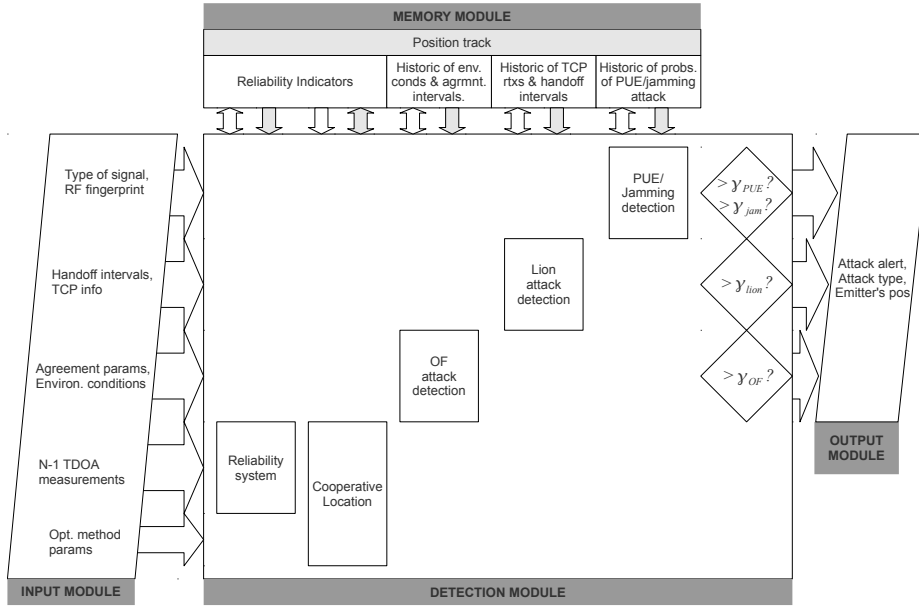 MEMORY MODULE
Position track
Reliability Indicators
Historic of env.
conds & agrmnt.
intervals.
Historic of TCP
rtxs & handoff
intervals
Historic of probs.
of PUE/jamming
attack
Type of signal,
RF fingerprint
Handoff intervals,
TCP info
Agreement params,
Environ. conditions
N-1 TDOA
measurements
Opt. method
params
INPUT MODULE
PUE/
Jamming
detection
Lion
attack
detection
OF
attack
detection
Reliability
system
Cooperative
Location
DETECTION MODULE
> γPUE ?
> γjam ?
> γlion ?
> γOF ?
Attack alert,
Attack type,
Emitter's pos
OUTPUT
MODULE